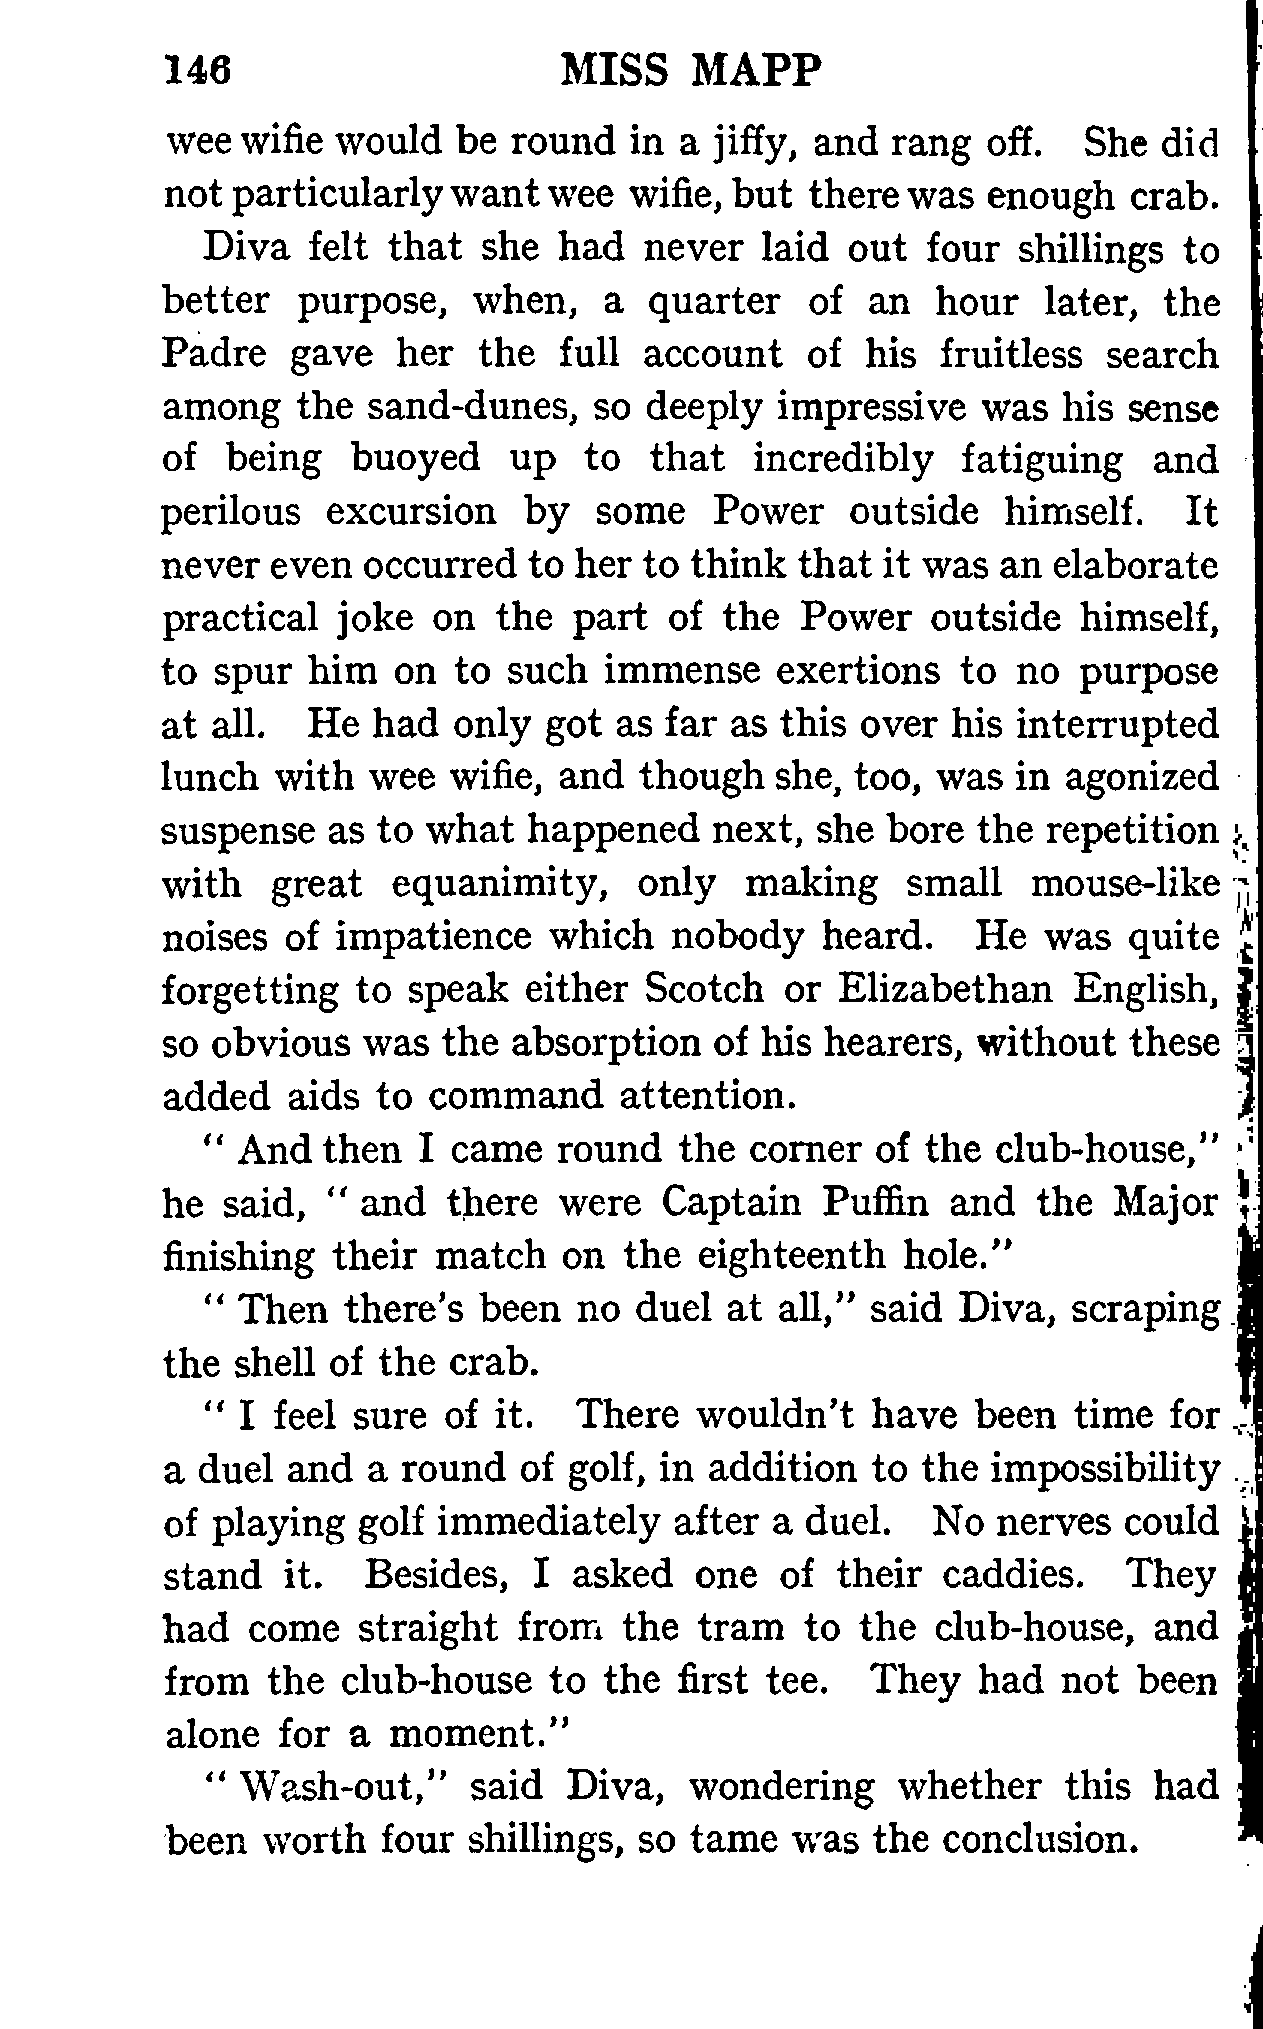 146 MISS MAPP
wee wifie would be round in a jiffy, and rang off. She did
not particularly want wee wifie, but there was enough crab.
Diva felt that she had never laid out four shillings to
better purpose, when, a quarter of an hour later, the
Padre gave her the full account of his fruitless search
among the sand-dunes, so deeply impressive was his sense
of being buoyed up to that incredibly fatiguing and
perilous excursion by some Power outside himself. It
never even occurred to her to think that it was an elaborate
practical joke on the part of the Power outside himself,
to spur him on to such immense exertions to no purpose
at all. He had only got as far as this over his interrupted
lunch with wee wifie, and though she, too, was in agonized
suspense as to what happened next, she bore the repetition
with great equanimity, only making small mouse-like
noises of impatience which nobody heard. He was quite
forgetting to speak either Scotch or Elizabethan English,
so obvious was the absorption of his hearers, without these
added aids to command attention.
" And then I came round the corner of the club-house,"
he said, " and there were Captain Puffin and the Major
finishing their match on the eighteenth hole."
" Then there's been no duel at all," said Diva, scraping
the shell of the crab.
" I feel sure of it. There wouldn't have been time for
a duel and a round of golf, in addition to the impossibility
of playing golf immediately after a duel. No nerves could
stand it. Besides, I asked one of their caddies. They
had come straight from the tram to the club-house, and
from the club-house to the first tee. They had not been
alone for a moment."
" Wash-out," said Diva, wondering whether this had
been worth four shillings, so tame was the conclusion.